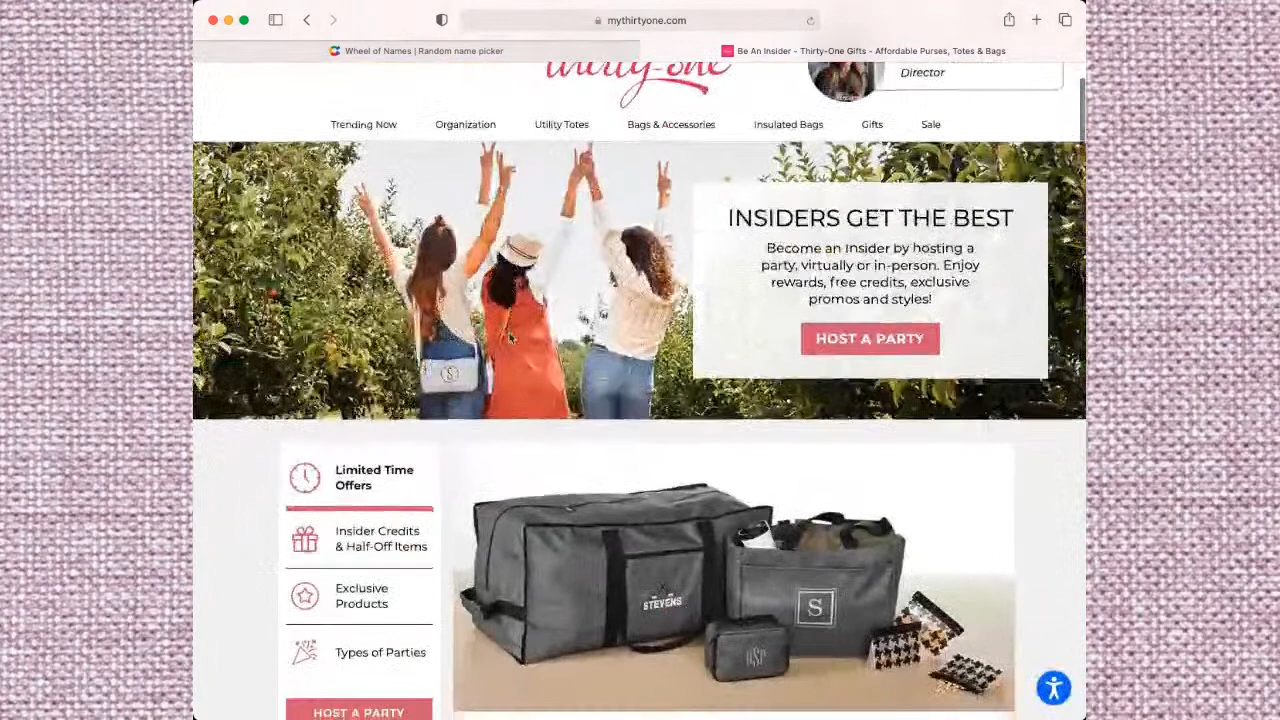 mythirtyone.com
Wheel of Names | Random name picker
Be An Insider - Thirty-One Gifts - Affordable Purses, Totes & Bags
thirty-one
Director
Trending Now Organization Utility Totes Bags & Accessories Insulated Bags Gifts Sale
INSIDERS GET THE BEST
Become an Insider by hosting a
party, virtually or in-person. Enjoy
rewards, free credits, exclusive
promos and styles!
HOST A PARTY
S
Limited Time
Offers
Insider Credits
& Half-Off Items
Exclusive
Products
Types of Parties
HOST A PARTY
STEVENS
S